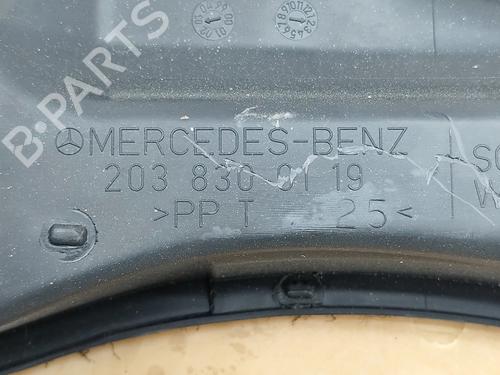 MERCEDES-BENZ
203 830 01 19
>PP T 25<
B-PARTS